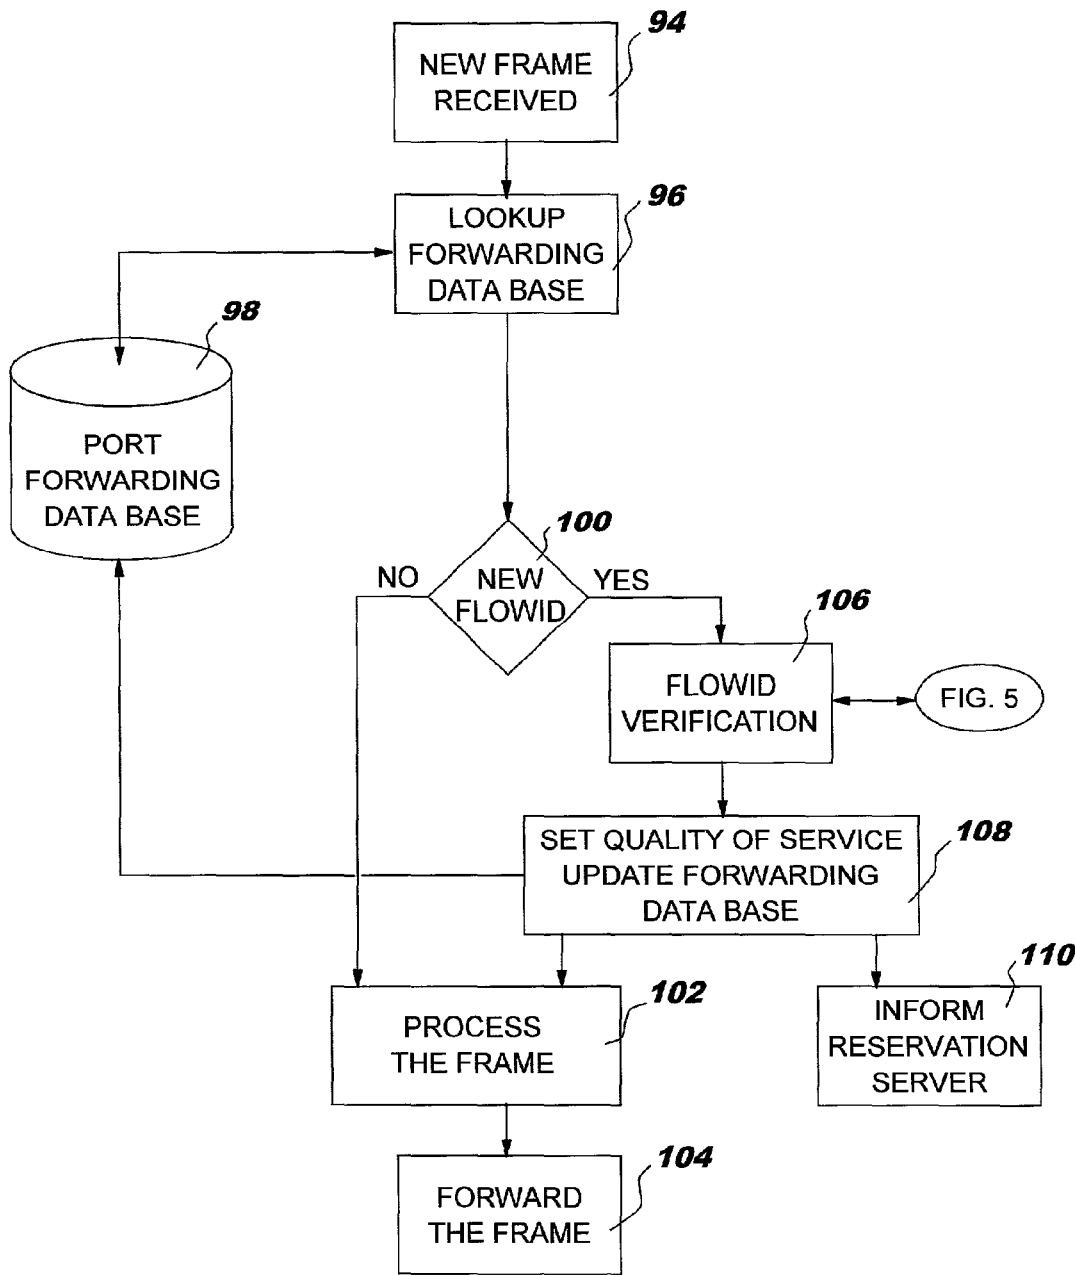 94
NEW FRAME
RECEIVED
96
LOOKUP
FORWARDING
DATA BASE
98
PORT
FORWARDING
DATA BASE
100
NEW
FLOWID
NO
YES
106
FLOWID
VERIFICATION
FIG. 5
108
SET QUALITY OF SERVICE
UPDATE FORWARDING
DATA BASE
102
PROCESS
THE FRAME
110
INFORM
RESERVATION
SERVER
104
FORWARD
THE FRAME